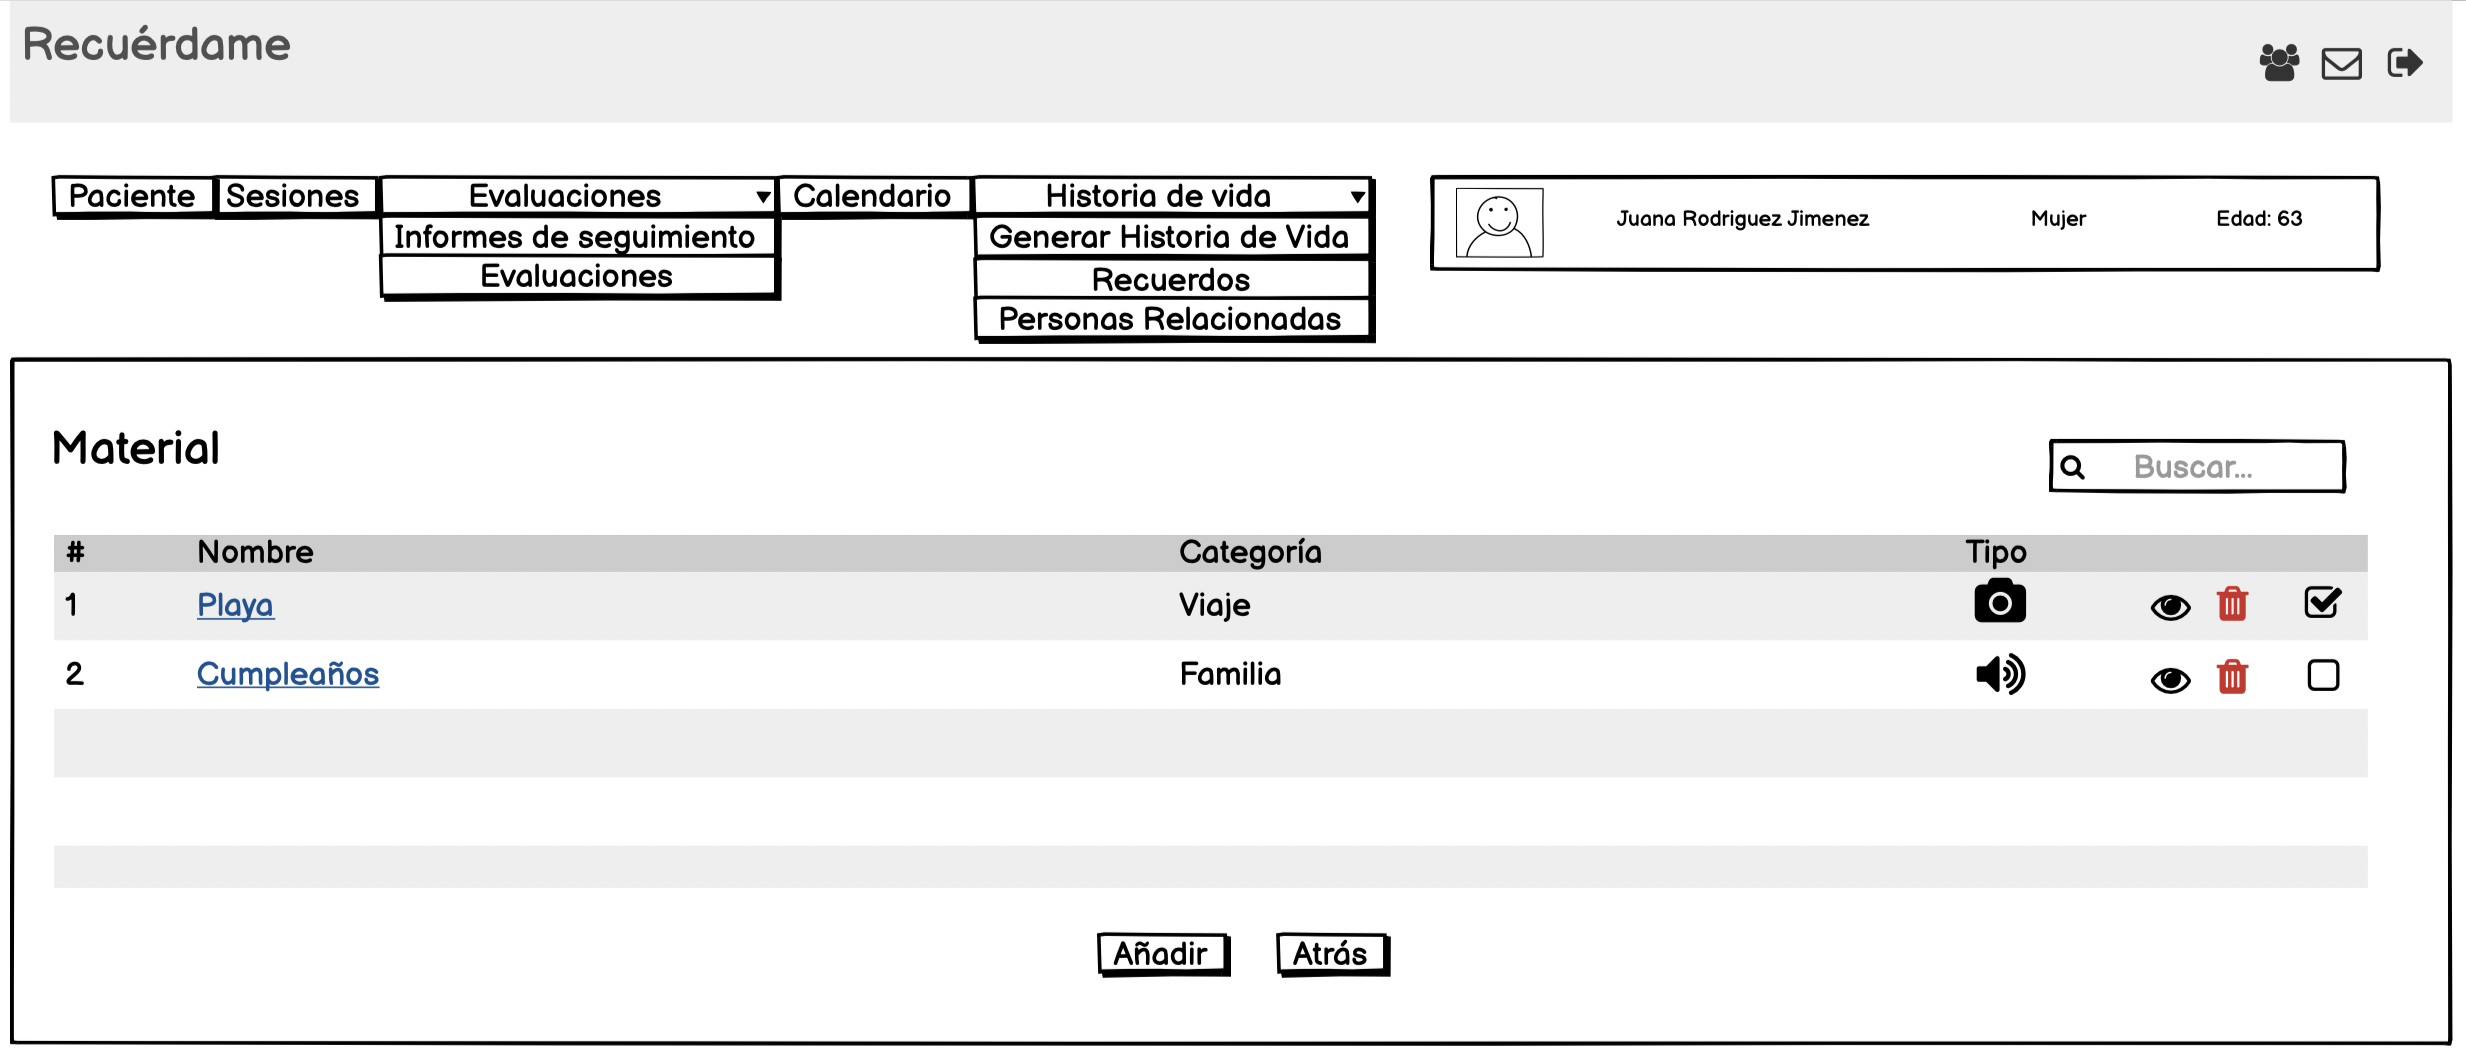 Recuérdame
Paciente Sesiones Evaluaciones Calendario Historia de vida
Informes de seguimiento
Evaluaciones
Generar Historia de Vida
Recuerdos
Personas Relacionadas
Juana Rodriguez Jimenez Mujer Edad: 63
Material
Buscar...
# Nombre Categoría Tipo
1 Playa Viaje
2 Cumpleaños Familia
Añadir Atrás